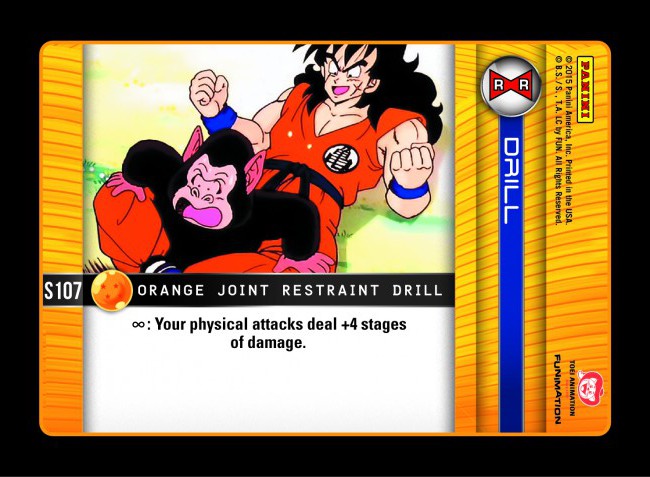 S107
ORANGE JOINT RESTRAINT DRILL
∞: Your physical attacks deal +4 stages
of damage.
R R
DRILL
PANINI
© 2015 Panini America, Inc. Printed in the USA.
© B.S./ S. , T.A. LC by FUN. All Rights Reserved.
TOEI ANIMATION
FUNIMATION